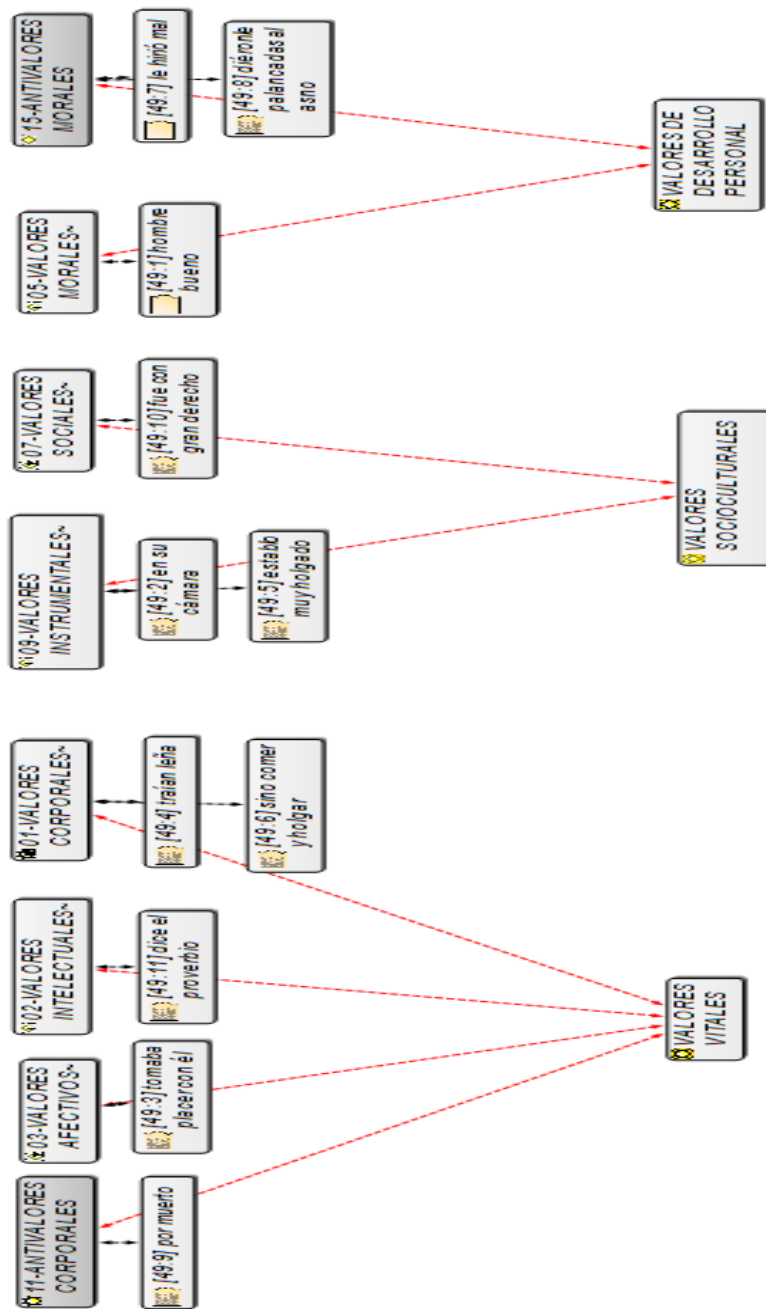 11-ANTIVALORES
CORPORALES
03-VALORES
AFECTIVOS~
02-VALORES
INTELECTUALES~
01-VALORES
CORPORALES~
09-VALORES
INSTRUMENTALES~
07-VALORES
SOCIALES~
05-VALORES
MORALES~
15-ANTIVALORES
MORALES
[49:9] por muerto
[49:3] tomaba
placer con él
[49:11] dice el
proverbio
[49:4] traían leña
[49:2] en su
cámara
[49:10] fue con
gran derecho
[49:1] hombre
bueno
[49:7] le hirió mal
[49:6] sino comer
y holgar
[49:5] establo
muy holgado
[49:8] diéronle
palancadas al
asno
VALORES
VITALES
VALORES
SOCIOCULTURALES
VALORES DE
DESARROLLO
PERSONAL